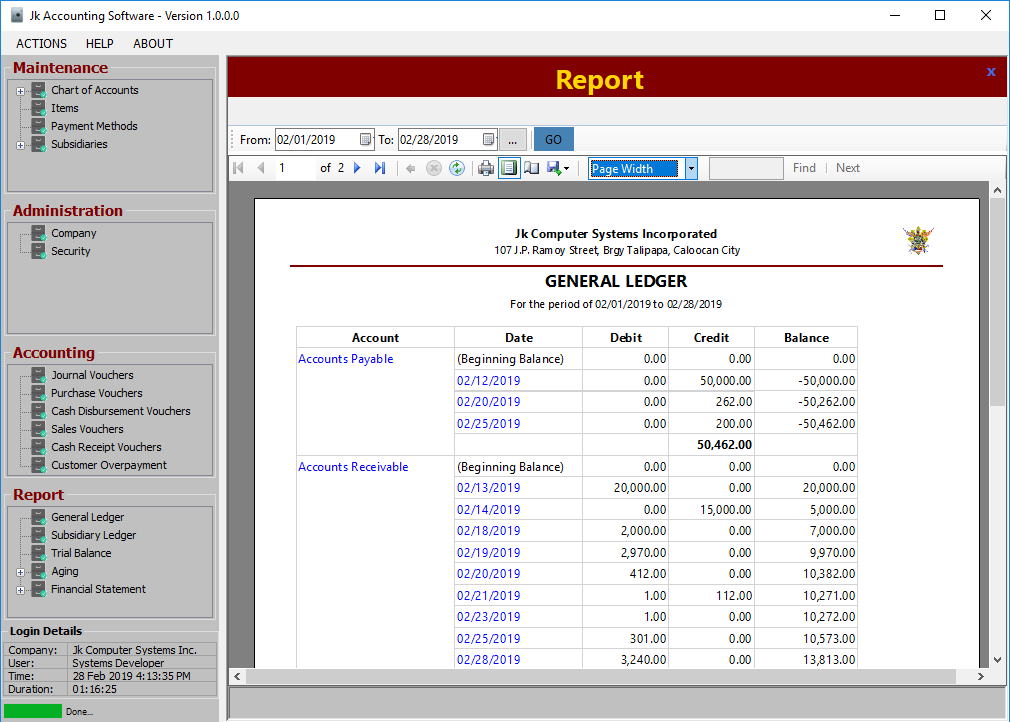 Jk Accounting Software - Version 1.0.0.0
ACTIONS HELP ABOUT
Maintenance
Chart of Accounts
Items
Payment Methods
Subsidiaries
Administration
Company
Security
Accounting
Journal Vouchers
Purchase Vouchers
Cash Disbursement Vouchers
Sales Vouchers
Cash Receipt Vouchers
Customer Overpayment
Report
General Ledger
Subsidiary Ledger
Trial Balance
Aging
Financial Statement
Login Details
Company: Jk Computer Systems Inc.
User: Systems Developer
Time: 28 Feb 2019 4:13:35 PM
Duration: 01:16:25
Done...
Report x
From: 02/01/2019 To: 02/28/2019 ... GO
1 of 2 Page Width Find Next
Jk Computer Systems Incorporated
107 J.P. Ramoy Street, Brgy Talipapa, Caloocan City
GENERAL LEDGER
For the period of 02/01/2019 to 02/28/2019
Account Date Debit Credit Balance
Accounts Payable (Beginning Balance) 0.00 0.00 0.00
02/12/2019 0.00 50,000.00 -50,000.00
02/20/2019 0.00 262.00 -50,262.00
02/25/2019 0.00 200.00 -50,462.00
50,462.00
Accounts Receivable (Beginning Balance) 0.00 0.00 0.00
02/13/2019 20,000.00 0.00 20,000.00
02/14/2019 0.00 15,000.00 5,000.00
02/18/2019 2,000.00 0.00 7,000.00
02/19/2019 2,970.00 0.00 9,970.00
02/20/2019 412.00 0.00 10,382.00
02/21/2019 1.00 112.00 10,271.00
02/23/2019 1.00 0.00 10,272.00
02/25/2019 301.00 0.00 10,573.00
02/28/2019 3,240.00 0.00 13,813.00